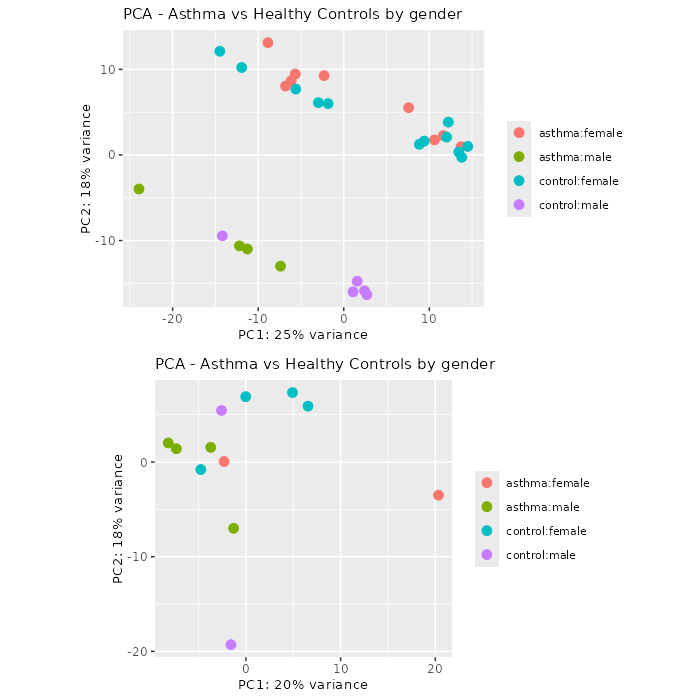 PCA - Asthma vs Healthy Controls by gender
10
0
-10
PC2: 18% variance
-20
-10
0
10
PC1: 25% variance
asthma:female
asthma:male
control:female
control:male
PCA - Asthma vs Healthy Controls by gender
0
-10
-20
PC2: 18% variance
0
10
20
PC1: 20% variance
asthma:female
asthma:male
control:female
control:male